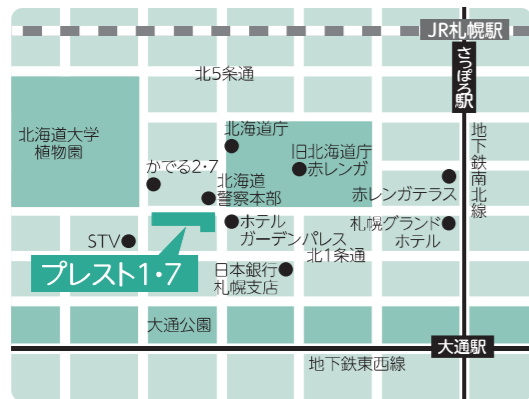 JR札幌駅
さっぽろ駅
北5条通
北海道大学
植物園
北海道庁
旧北海道庁
赤レンガ
地下鉄南北線
かでる2・7
北海道
警察本部
赤レンガテラス
ホテル
ガーデンパレス
札幌グランド
ホテル
STV
北1条通
プレスト1・7
日本銀行
札幌支店
大通公園
大通駅
地下鉄東西線